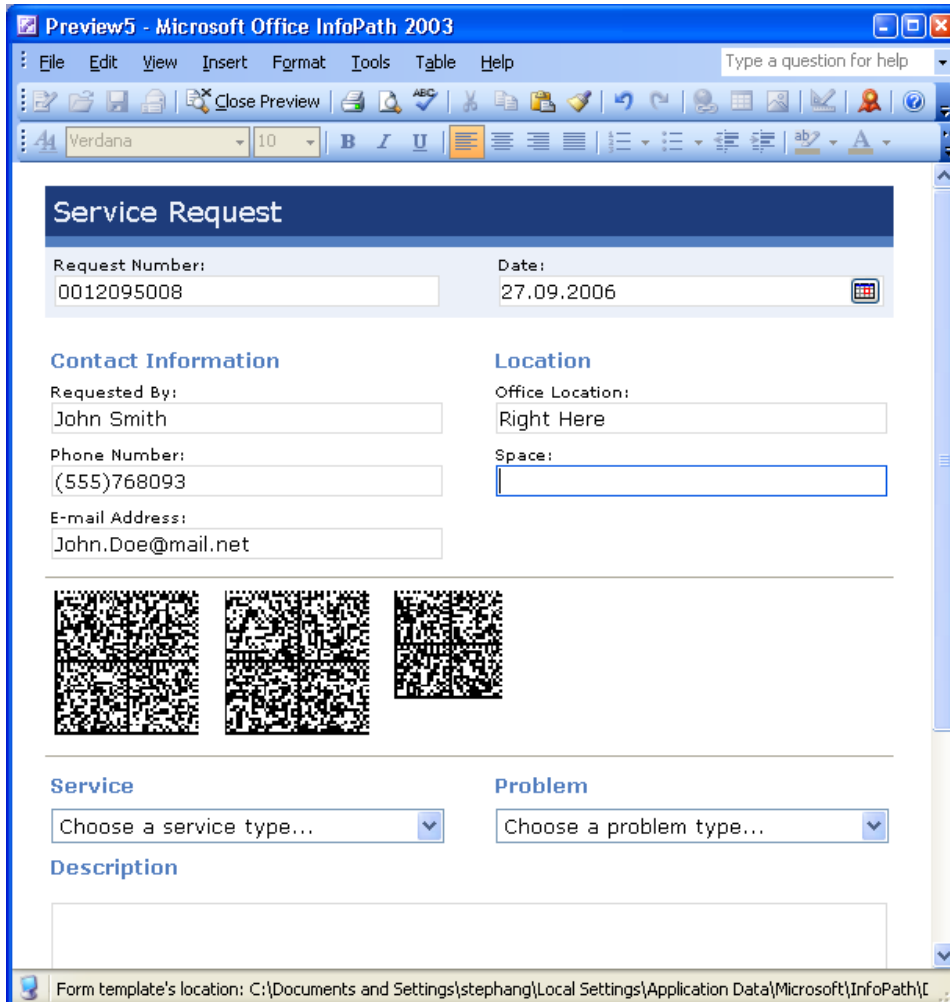 Preview5 - Microsoft Office InfoPath 2003
File Edit View Insert Format Tools Table Help Type a question for help
Close Preview ABC
Verdana 10 B I U ab A
Service Request
Request Number: Date:
0012095008 27.09.2006
Contact Information Location
Requested By: Office Location:
John Smith Right Here
Phone Number: Space:
(555)768093
E-mail Address:
John.Doe@mail.net
Service Problem
Choose a service type... Choose a problem type...
Description
Form template's location: C:\Documents and Settings\stephang\Local Settings\Application Data\Microsoft\InfoPath\